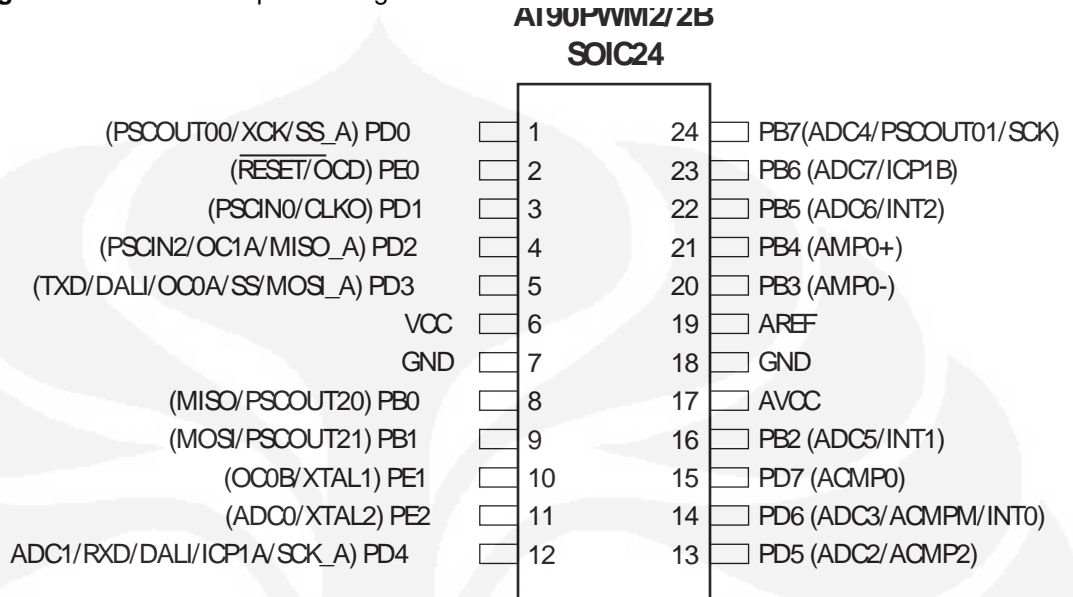 AT90PWM2/2B
SOIC24
(PSCOUT00/XCK/SS_A) PD0 1 24 PB7(ADC4/PSCOUT01/SCK)
(RESET/OCD) PE0 2 23 PB6 (ADC7/ICP1B)
(PSCIN0/CLKO) PD1 3 22 PB5 (ADC6/INT2)
(PSCIN2/OC1A/MISO_A) PD2 4 21 PB4 (AMP0+)
(TXD/DALI/OC0A/SS/MOSI_A) PD3 5 20 PB3 (AMP0-)
VCC 6 19 AREF
GND 7 18 GND
(MISO/PSCOUT20) PB0 8 17 AVCC
(MOSI/PSCOUT21) PB1 9 16 PB2 (ADC5/INT1)
(OC0B/XTAL1) PE1 10 15 PD7 (ACMP0)
(ADC0/XTAL2) PE2 11 14 PD6 (ADC3/ACMPM/INT0)
ADC1/RXD/DALI/ICP1A/SCK_A) PD4 12 13 PD5 (ADC2/ACMP2)